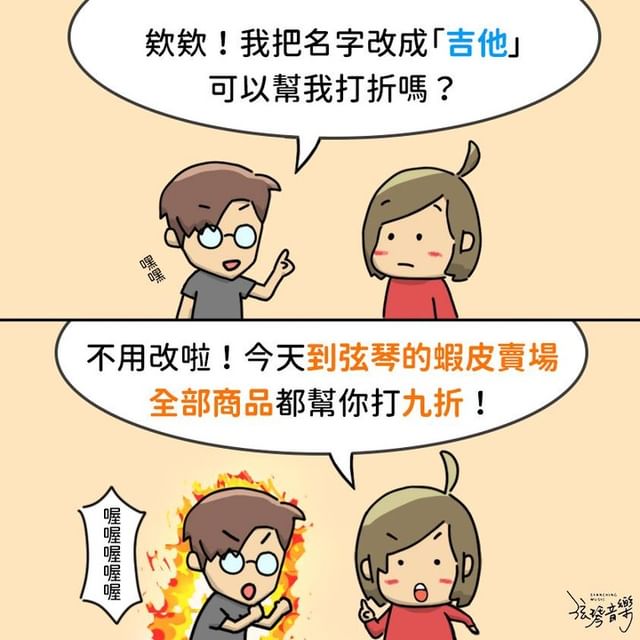 欸欸！我把名字改成「吉他」
可以幫我打折嗎？
嘿嘿
不用改啦！今天到弦琴的蝦皮賣場
全部商品都幫你打九折！
喔喔喔喔喔
弦琴音樂